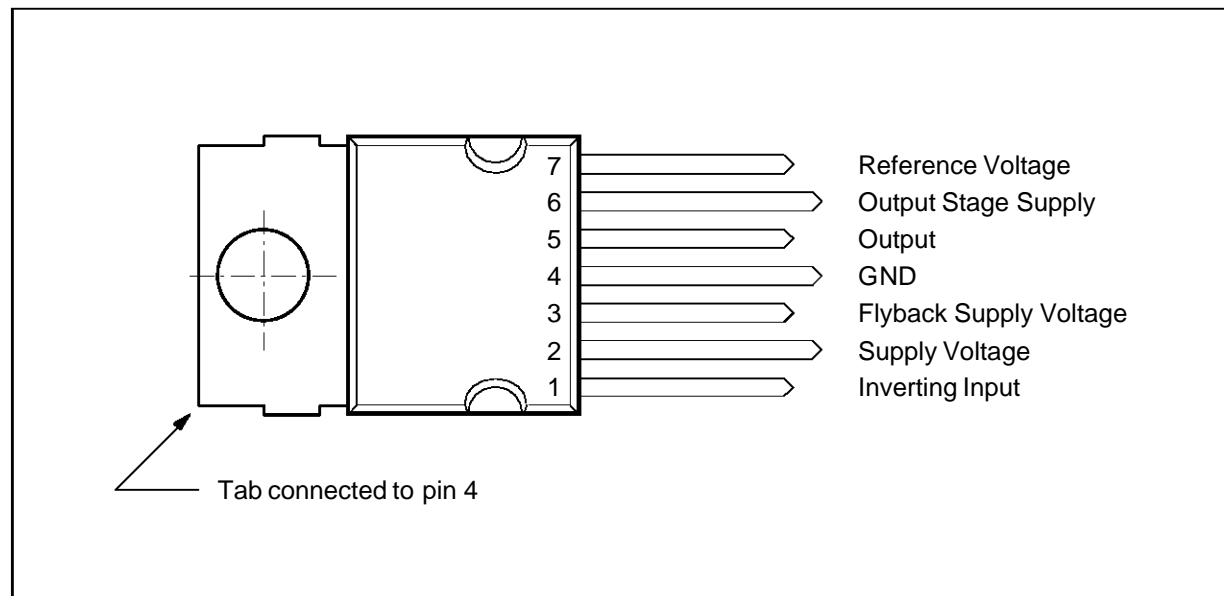 7 Reference Voltage
6 Output Stage Supply
5 Output
4 GND
3 Flyback Supply Voltage
2 Supply Voltage
1 Inverting Input
Tab connected to pin 4